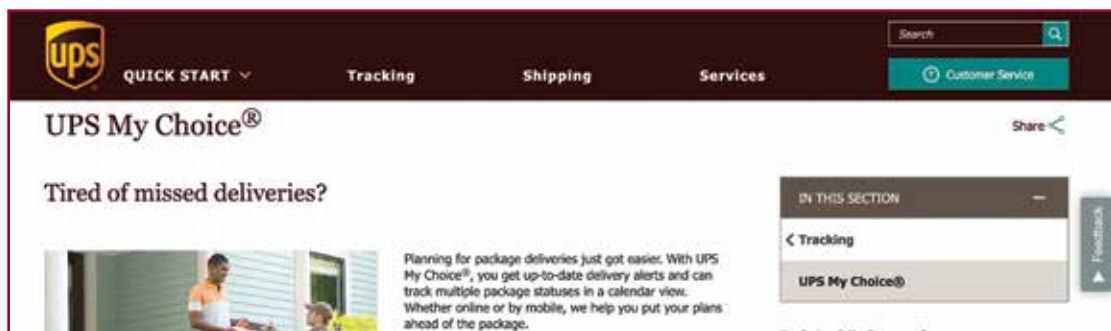 Search
ups
QUICK START Tracking Shipping Services
Customer Service
UPS My Choice®
Share
Tired of missed deliveries?
IN THIS SECTION
Tracking
UPS My Choice®
Planning for package deliveries just got easier. With UPS
My Choice®, you get up-to-date delivery alerts and can
track multiple package statuses in a calendar view.
Whether online or by mobile, we help you put your plans
ahead of the package.
Feedback